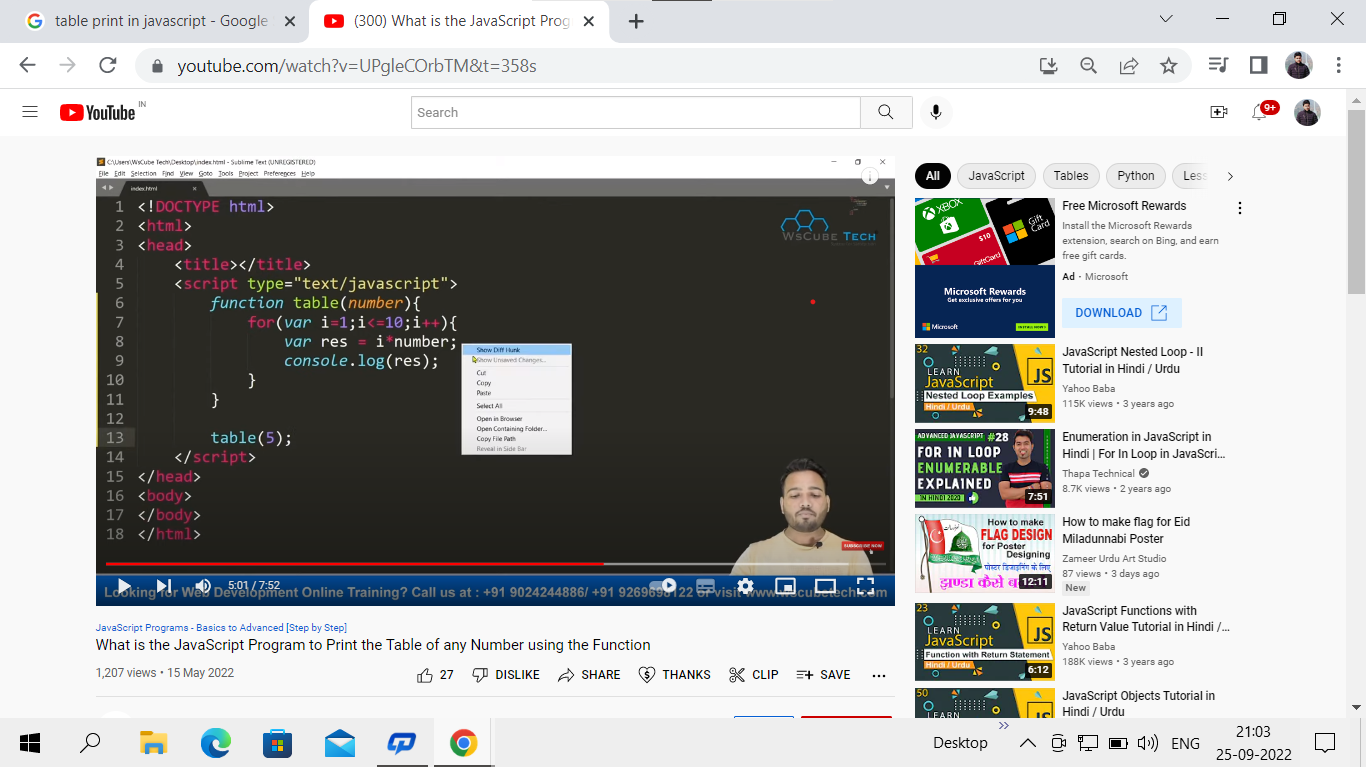 table print in javascript - Google
(300) What is the JavaScript Prog
youtube.com/watch?v=UPgleCOrbTM&t=358s
YouTube IN
Search
9+
C:\Users\WsCube Tech\Desktop\index.html - Sublime Text (UNREGISTERED)
File Edit Selection Find View Goto Tools Project Preferences Help
index.html
1 <!DOCTYPE html>
2 <html>
3 <head>
4 <title></title>
5 <script type="text/javascript">
6 function table(number){
7 for(var i=1;i<=10;i++){
8 var res = i*number;
9 console.log(res);
10 }
11 }
12
13 table(5);
14 </script>
15 </head>
16 <body>
17 </body>
18 </html>
WsCube Tech
Show Diff Hunk
Show Unsaved Changes...
Cut
Copy
Paste
Select All
Open in Browser
Open Containing Folder...
Copy File Path
Reveal in Side Bar
SUBSCRIBE NOW
5:01 / 7:52
Looking for Web Development Online Training? Call us at : +91 9024244886/ +91 9269698122 or visit www.wscubetech.com
JavaScript Programs - Basics to Advanced [Step by Step]
What is the JavaScript Program to Print the Table of any Number using the Function
1,207 views • 15 May 2022
27 DISLIKE SHARE THANKS CLIP SAVE
All JavaScript Tables Python Less
XBOX
$10
GiftCard
Gift Card
Microsoft Rewards
Get exclusive offers for you
Microsoft
INSTALL NOW
Free Microsoft Rewards
Install the Microsoft Rewards
extension, search on Bing, and earn
free gift cards.
Ad • Microsoft
DOWNLOAD
32
LEARN
JavaScript
JS
Nested Loop Examples
Hindi / Urdu
9:48
JavaScript Nested Loop - II
Tutorial in Hindi / Urdu
Yahoo Baba
115K views • 3 years ago
ADVANCED JAVASCRIPT #28
FOR IN LOOP
ENUMERABLE
EXPLAINED
IN HINDI 2020
7:51
Enumeration in JavaScript in
Hindi | For In Loop in JavaScri...
Thapa Technical
8.7K views • 2 years ago
How to make
FLAG DESIGN
for Poster
Designing
पोस्टर डिजाइनिंग के लिए
झण्डा कैसे
12:11
How to make flag for Eid
Miladunnabi Poster
Zameer Urdu Art Studio
87 views • 3 days ago
New
23
LEARN
JavaScript
JS
Function with Return Statement
Hindi / Urdu
6:12
JavaScript Functions with
Return Value Tutorial in Hindi /...
Yahoo Baba
188K views • 3 years ago
50
LEARN
JS
JavaScript Objects Tutorial in
Hindi / Urdu
Desktop
ENG
21:03
25-09-2022